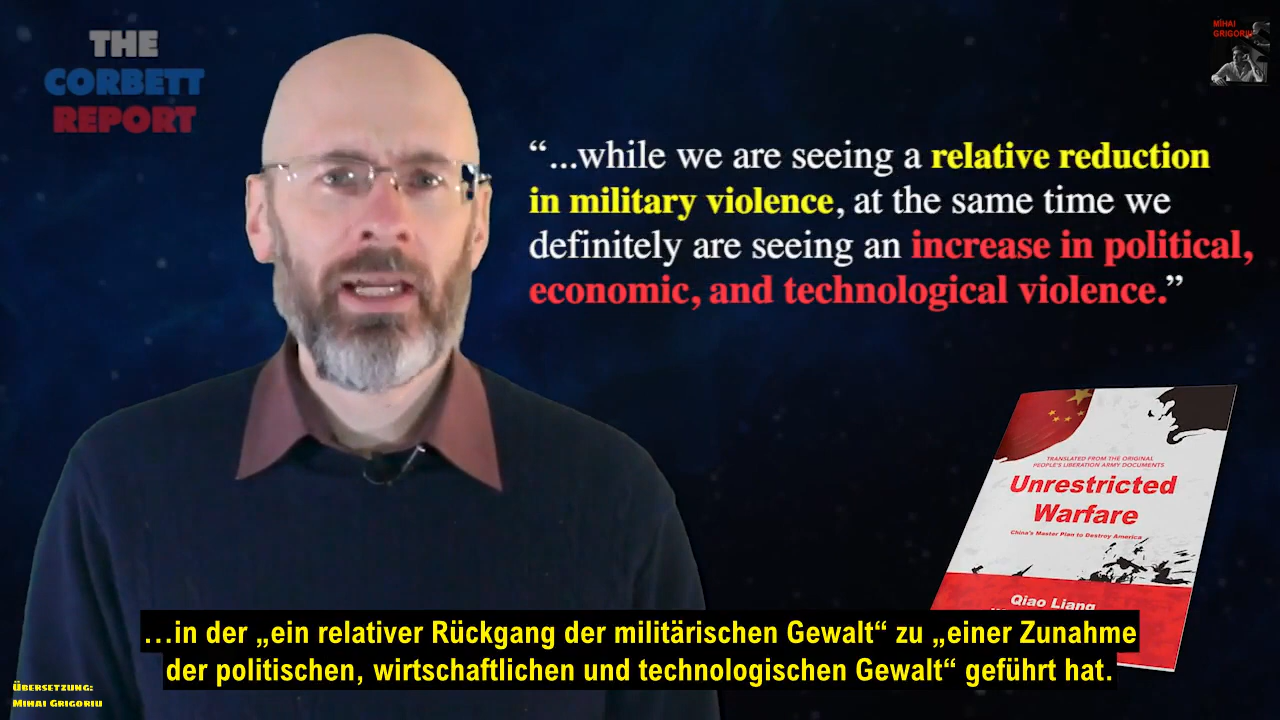 THE
CORBETT
REPORT
MIHAI
GRIGORIU
“...while we are seeing a relative reduction
in military violence, at the same time we
definitely are seeing an increase in political,
economic, and technological violence.”
TRANSLATED FROM THE ORIGINAL
PEOPLE'S LIBERATION ARMY DOCUMENTS
Unrestricted
Warfare
China's Master Plan to Destroy America
Qiao Liang
...in der „ein relativer Rückgang der militärischen Gewalt“ zu „einer Zunahme
der politischen, wirtschaftlichen und technologischen Gewalt“ geführt hat.
Übersetzung:
Mihai Grigoriu